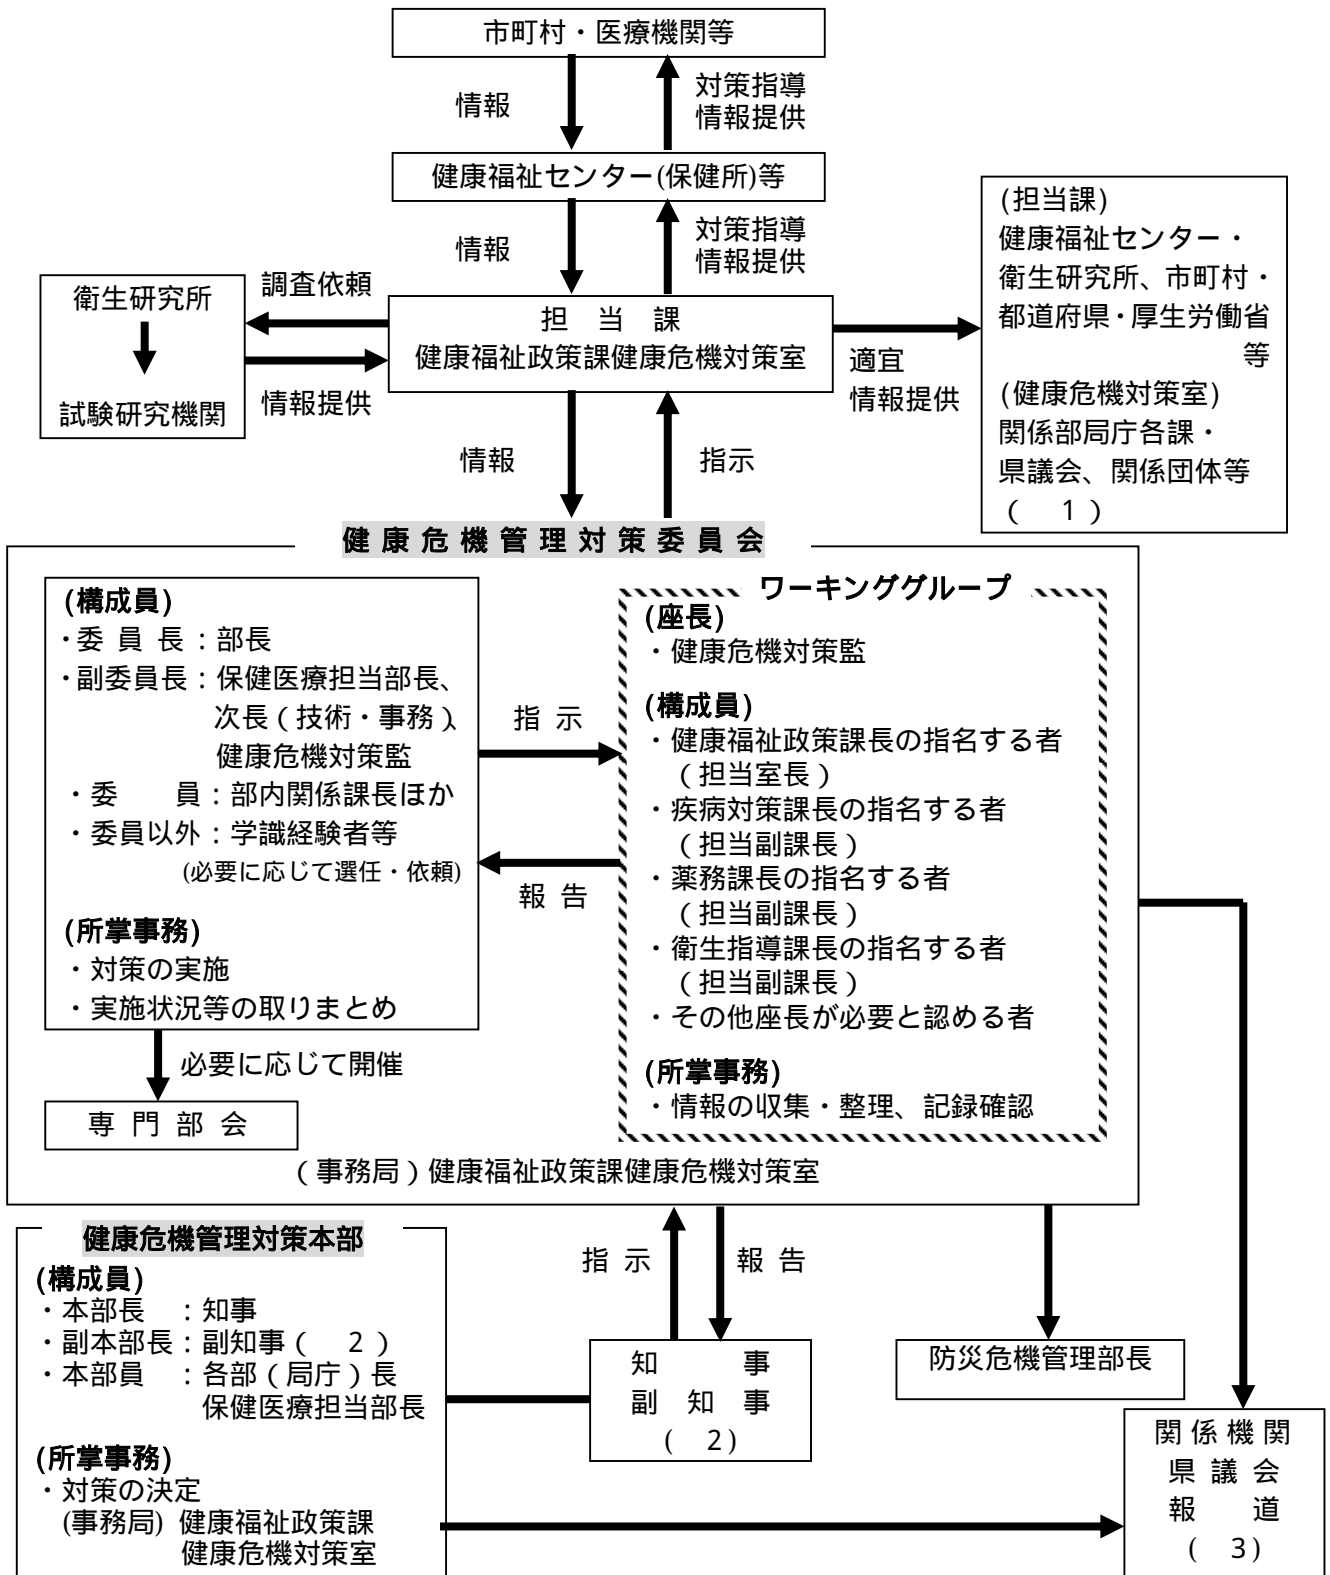 市町村・医療機関等
情報
対策指導
情報提供
健康福祉センター(保健所)等
情報
対策指導
情報提供
(担当課)
健康福祉センター・
衛生研究所、市町村・
都道府県・厚生労働省
等
(健康危機対策室)
関係部局庁各課・
県議会、関係団体等
(　1)
衛生研究所
試験研究機関
調査依頼
情報提供
担　当　課
健康福祉政策課健康危機対策室
適宜
情報提供
情報
指示
健康危機管理対策委員会
(構成員)
・委 員 長：部長
・副委員長：保健医療担当部長、
次長（技術・事務）、
健康危機対策監
・委　　員：部内関係課長ほか
・委員以外：学識経験者等
(必要に応じて選任・依頼)
(所掌事務)
・対策の実施
・実施状況等の取りまとめ
指 示
報 告
ワーキンググループ
(座長)
・健康危機対策監
(構成員)
・健康福祉政策課長の指名する者
（担当室長）
・疾病対策課長の指名する者
（担当副課長）
・薬務課長の指名する者
（担当副課長）
・衛生指導課長の指名する者
（担当副課長）
・その他座長が必要と認める者
(所掌事務)
・情報の収集・整理、記録確認
必要に応じて開催
専 門 部 会
（事務局）健康福祉政策課健康危機対策室
健康危機管理対策本部
(構成員)
・本部長　：知事
・副本部長：副知事（　2）
・本部員　：各部（局庁）長
保健医療担当部長
(所掌事務)
・対策の決定
(事務局) 健康福祉政策課
健康危機対策室
指 示
報 告
知　　　事
副　知　事
(　2)
防災危機管理部長
関係機関
県 議 会
報　　道
(　3)